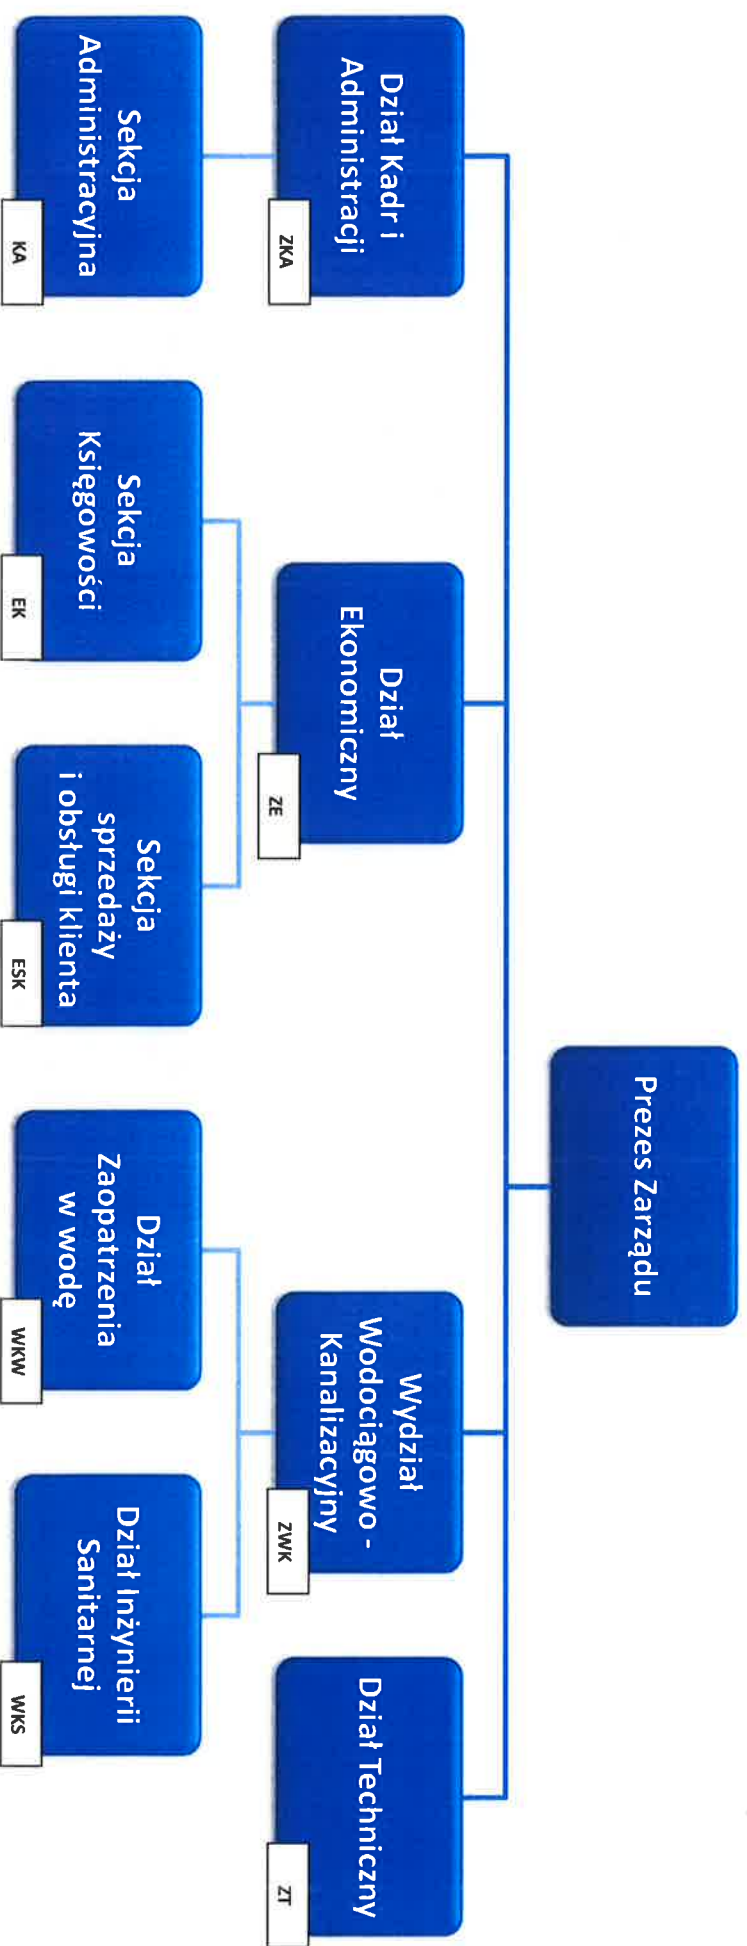 Prezes Zarządu
Dział Kadr i
Administracji
ZKA
Dział
Ekonomiczny
ZE
Wydział
Wodociągowo -
Kanalizacyjny
ZWK
Dział Techniczny
ZT
Sekcja
Administracyjna
KA
Sekcja
Księgowości
EK
Sekcja
sprzedaży
i obsługi klienta
ESK
Dział
Zaopatrzenia
w wodę
WKW
Dział Inżynierii
Sanitarnej
WKS